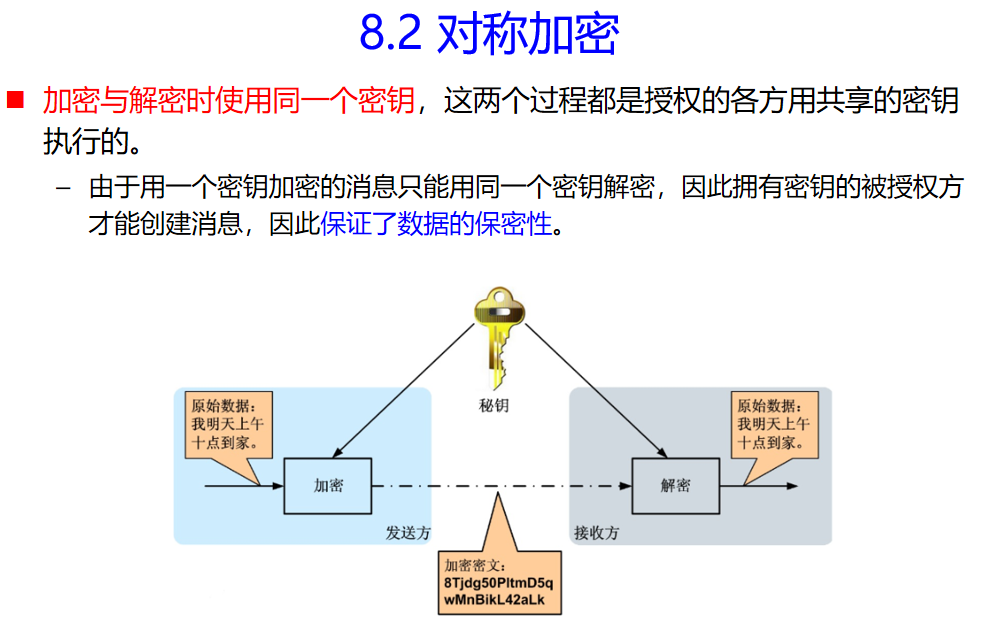 8.2 对称加密
加密与解密时使用同一个密钥，这两个过程都是授权的各方用共享的密钥
执行的。
– 由于用一个密钥加密的消息只能用同一个密钥解密，因此拥有密钥的被授权方
才能创建消息，因此保证了数据的保密性。
秘钥
原始数据：
我明天上午
十点到家。
加密
发送方
原始数据：
我明天上午
十点到家。
解密
接收方
加密密文：
8Tjdg50PltmD5q
wMnBikL42aLk